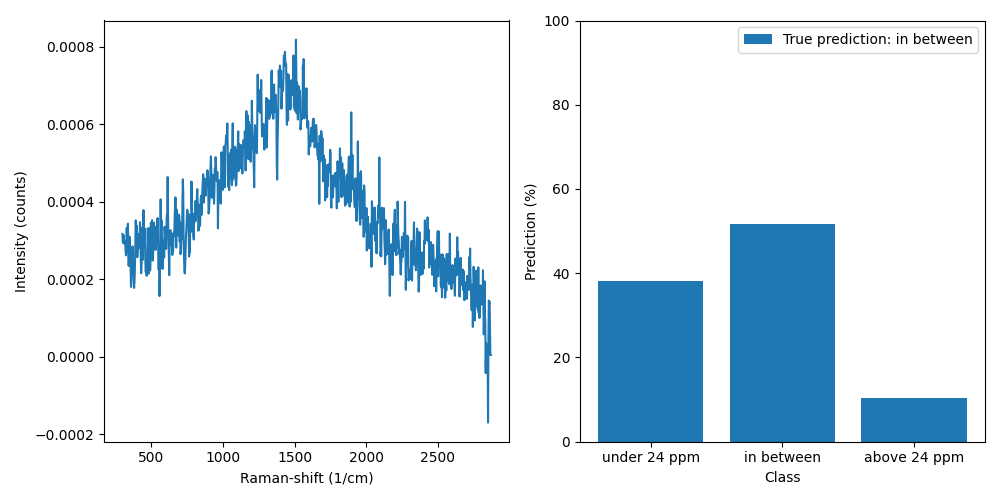 0.0008
0.0006
0.0004
0.0002
0.0000
−0.0002
Intensity (counts)
500 1000 1500 2000 2500
Raman-shift (1/cm)
100
80
60
40
20
0
Prediction (%)
True prediction: in between
under 24 ppm in between above 24 ppm
Class